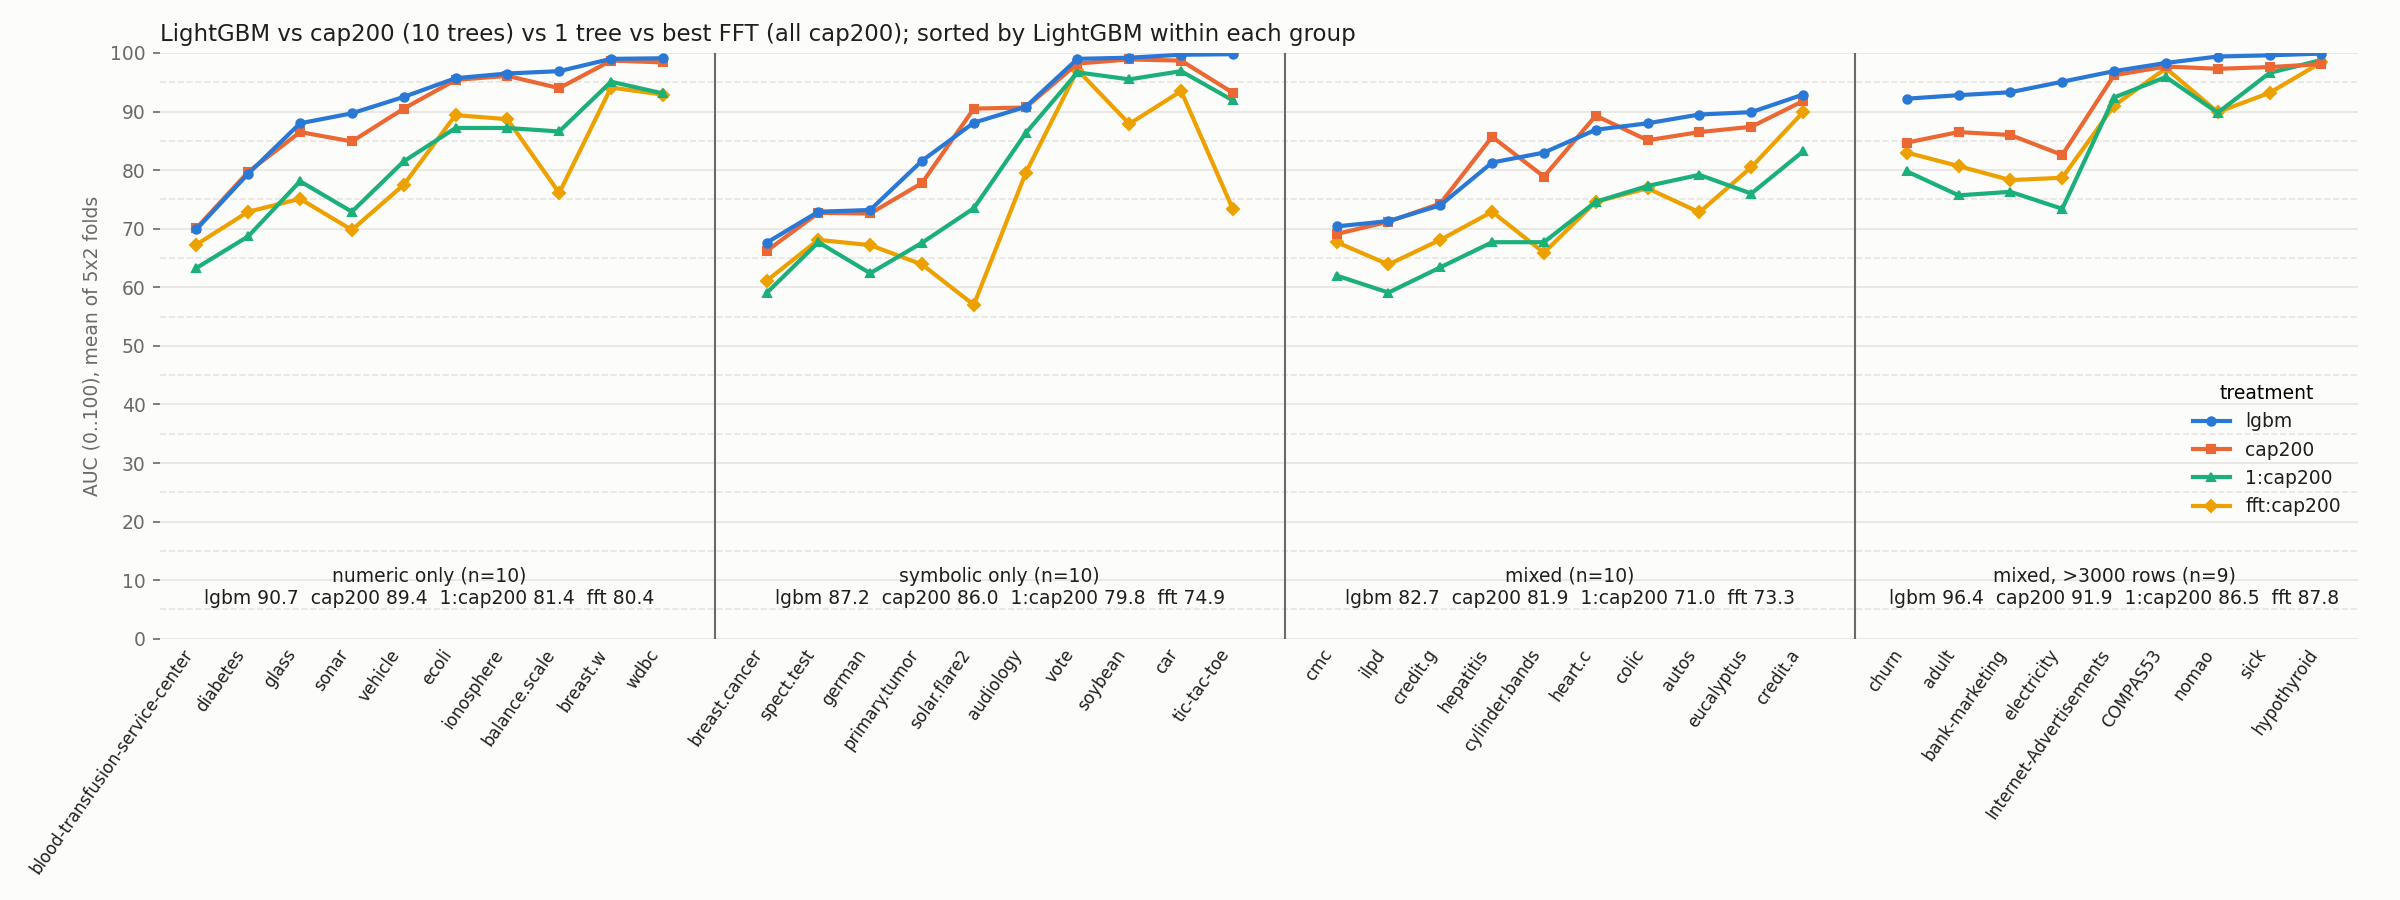 LightGBM vs cap200 (10 trees) vs 1 tree vs best FFT (all cap200); sorted by LightGBM within each group
AUC (0..100), mean of 5x2 folds
100
90
80
70
60
50
40
30
20
10
0
treatment
lgbm
cap200
1:cap200
fft:cap200
numeric only (n=10)
lgbm 90.7 cap200 89.4 1:cap200 81.4 fft 80.4
symbolic only (n=10)
lgbm 87.2 cap200 86.0 1:cap200 79.8 fft 74.9
mixed (n=10)
lgbm 82.7 cap200 81.9 1:cap200 71.0 fft 73.3
mixed, >3000 rows (n=9)
lgbm 96.4 cap200 91.9 1:cap200 86.5 fft 87.8
blood-transfusion-service-center
diabetes
glass
sonar
vehicle
ecoli
ionosphere
balance.scale
breast.w
wdbc
breast.cancer
spect.test
german
primary.tumor
solar.flare2
audiology
vote
soybean
car
tic-tac-toe
cmc
ilpd
credit.g
hepatitis
cylinder.bands
heart.c
colic
autos
eucalyptus
credit.a
churn
adult
bank-marketing
electricity
Internet-Advertisements
COMPAS53
nomao
sick
hypothyroid